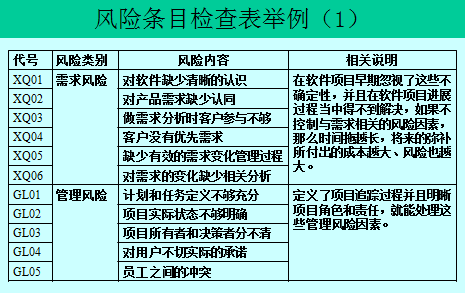 风险条目检查表举例（1）
代号 风险类别 风险内容 相关说明
XQ01 需求风险 对软件缺少清晰的认识
XQ02 对产品需求缺少认同
XQ03 做需求分析时客户参与不够
XQ04 客户没有优先需求
XQ05 缺少有效的需求变化管理过程
XQ06 对需求的变化缺少相关分析
在软件项目早期忽视了这些不
确定性，并且在软件项目进展
过程当中得不到解决，如果不
控制与需求相关的风险因素，
那么时间拖越长，将来的弥补
所付出的成本越大、风险也越
大。
GL01 管理风险 计划和任务定义不够充分
GL02 项目实际状态不够明确
GL03 项目所有者和决策者分不清
GL04 对用户不切实际的承诺
GL05 员工之间的冲突
定义了项目追踪过程并且明晰
项目角色和责任，就能处理这
些管理风险因素。